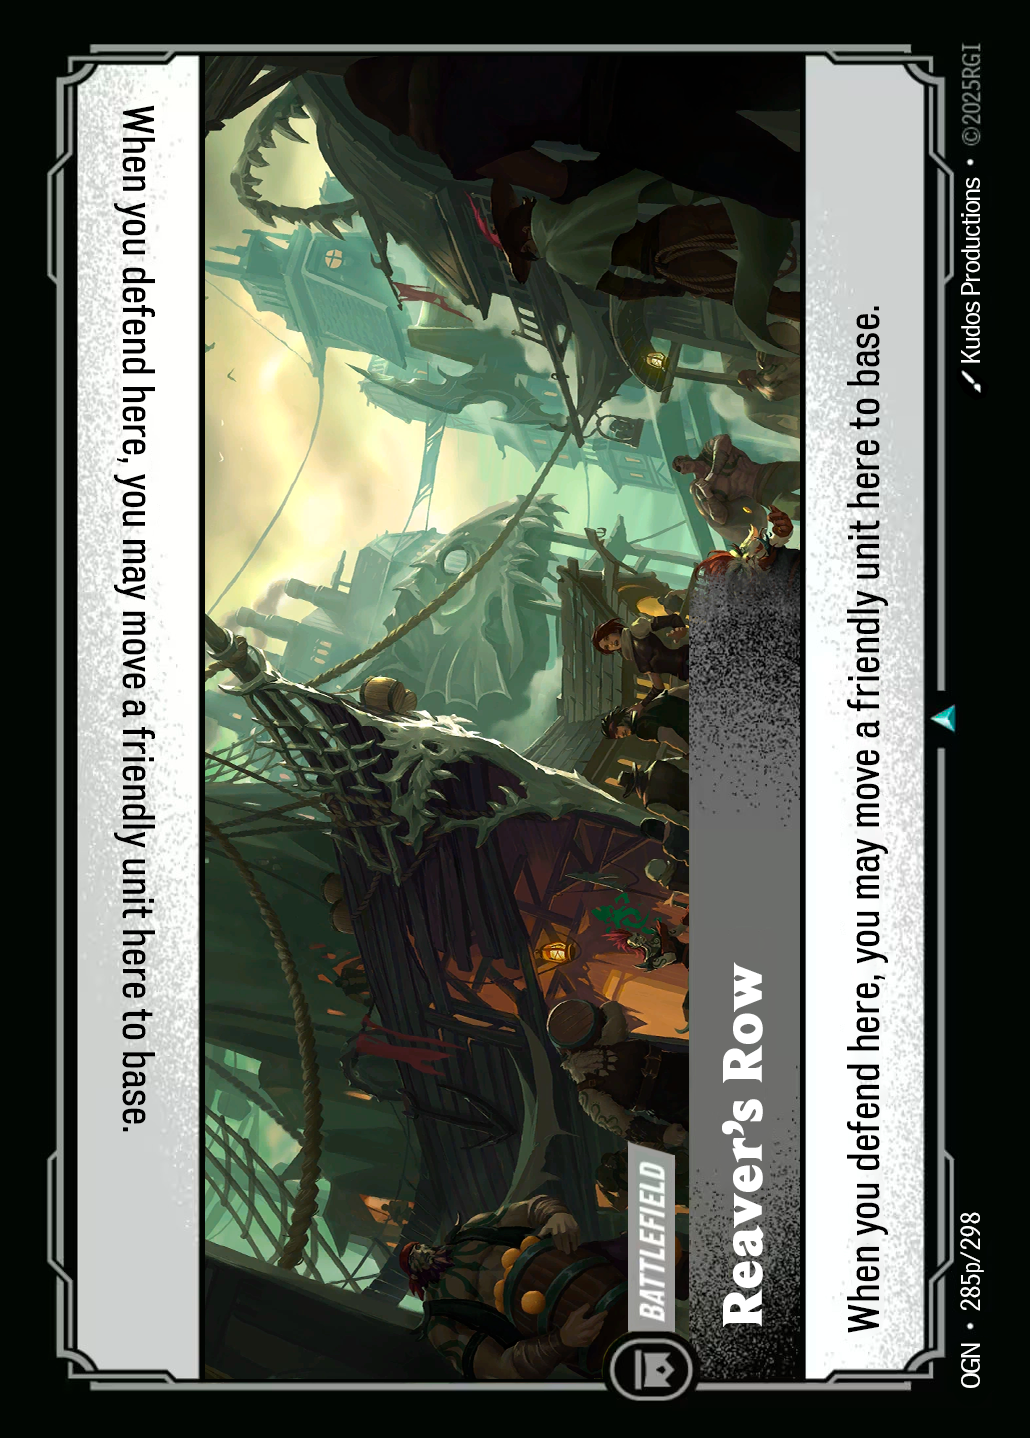 When you defend here, you may move a friendly unit here to base.
BATTLEFIELD
Reaver's Row
When you defend here, you may move a friendly unit here to base.
OGN • 285p/298
Kudos Productions • ©2025RGI